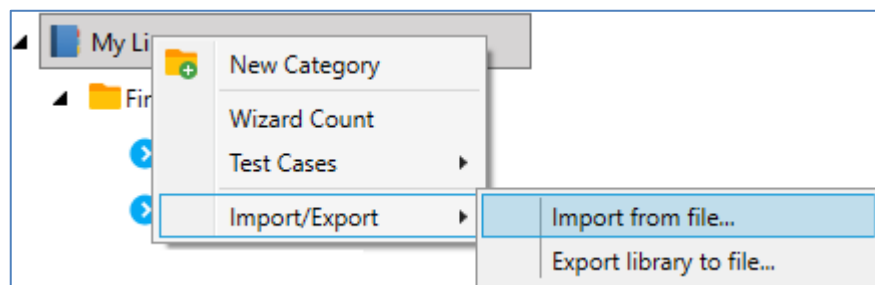 My Li
New Category
Fir
Wizard Count
Test Cases
Import/Export
Import from file...
Export library to file...